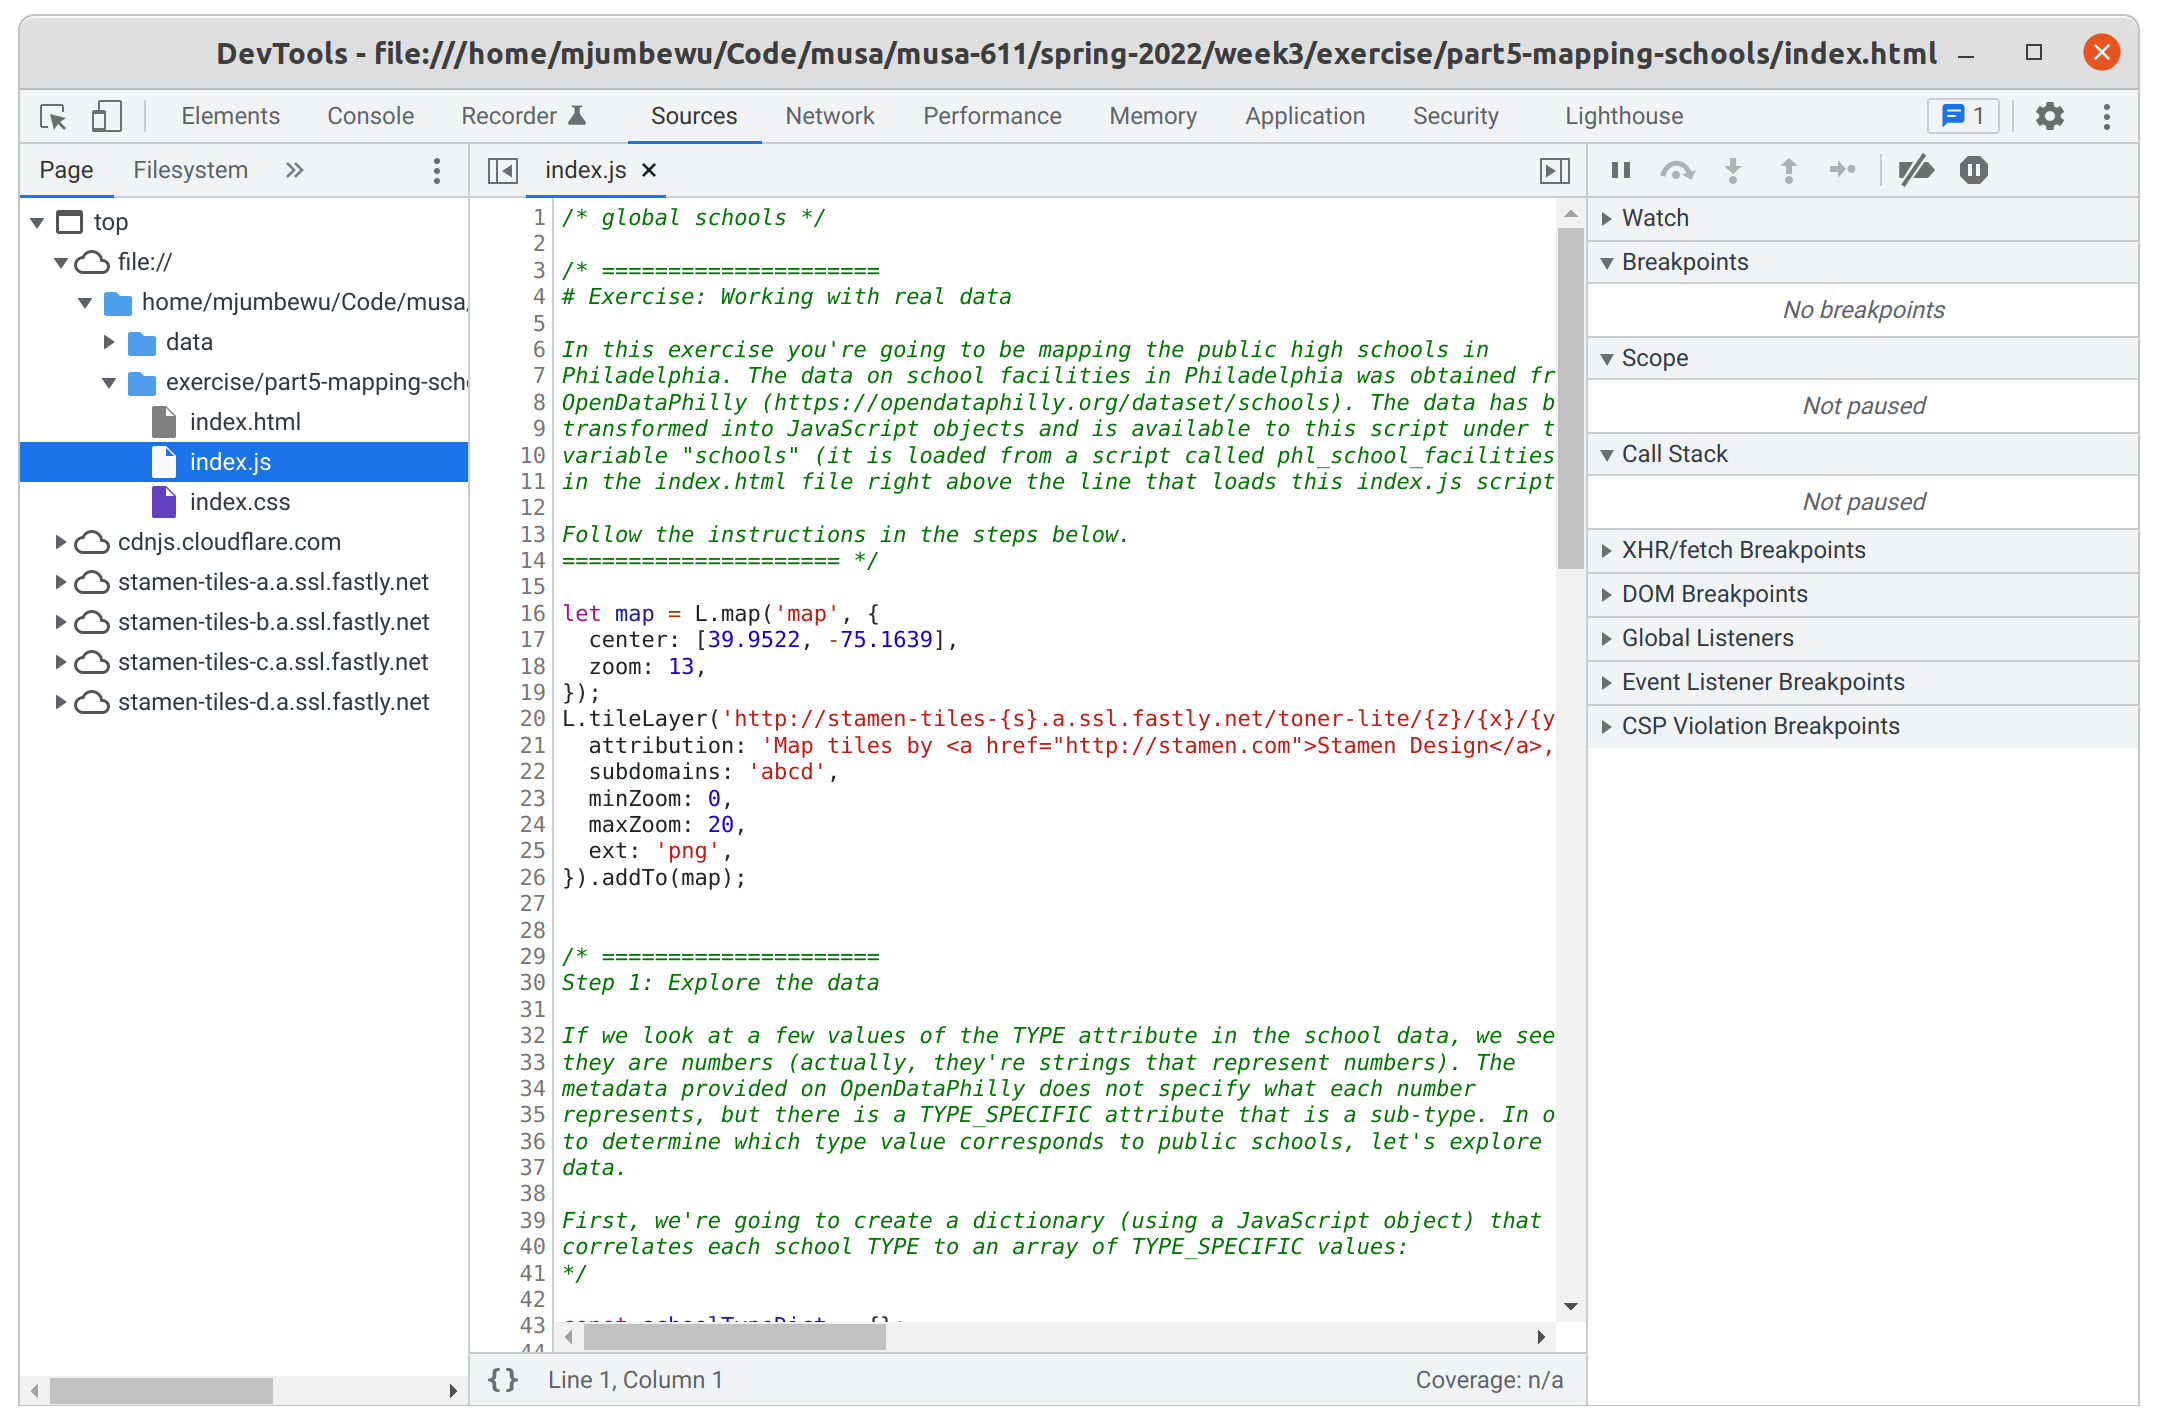 DevTools - file:///home/mjumbewu/Code/musa/musa-611/spring-2022/week3/exercise/part5-mapping-schools/index.html
Elements Console Recorder Sources Network Performance Memory Application Security Lighthouse 1
Page Filesystem
top
file://
home/mjumbewu/Code/musa/
data
exercise/part5-mapping-sch
index.html
index.js
index.css
cdnjs.cloudflare.com
stamen-tiles-a.a.ssl.fastly.net
stamen-tiles-b.a.ssl.fastly.net
stamen-tiles-c.a.ssl.fastly.net
stamen-tiles-d.a.ssl.fastly.net
index.js
1 /* global schools */
2
3 /* =====================
4 # Exercise: Working with real data
5
6 In this exercise you're going to be mapping the public high schools in
7 Philadelphia. The data on school facilities in Philadelphia was obtained fr
8 OpenDataPhilly (https://opendataphilly.org/dataset/schools). The data has b
9 transformed into JavaScript objects and is available to this script under t
10 variable "schools" (it is loaded from a script called phl_school_facilities
11 in the index.html file right above the line that loads this index.js script
12
13 Follow the instructions in the steps below.
14 ===================== */
15
16 let map = L.map('map', {
17   center: [39.9522, -75.1639],
18   zoom: 13,
19 });
20 L.tileLayer('http://stamen-tiles-{s}.a.ssl.fastly.net/toner-lite/{z}/{x}/{y
21   attribution: 'Map tiles by <a href="http://stamen.com">Stamen Design</a>,
22   subdomains: 'abcd',
23   minZoom: 0,
24   maxZoom: 20,
25   ext: 'png',
26 }).addTo(map);
27
28
29 /* =====================
30 Step 1: Explore the data
31
32 If we look at a few values of the TYPE attribute in the school data, we see
33 they are numbers (actually, they're strings that represent numbers). The
34 metadata provided on OpenDataPhilly does not specify what each number
35 represents, but there is a TYPE_SPECIFIC attribute that is a sub-type. In o
36 to determine which type value corresponds to public schools, let's explore
37 data.
38
39 First, we're going to create a dictionary (using a JavaScript object) that
40 correlates each school TYPE to an array of TYPE_SPECIFIC values:
41 */
42
43 const schoolTypeDict = {};
44
{} Line 1, Column 1 Coverage: n/a
Watch
Breakpoints
No breakpoints
Scope
Not paused
Call Stack
Not paused
XHR/fetch Breakpoints
DOM Breakpoints
Global Listeners
Event Listener Breakpoints
CSP Violation Breakpoints